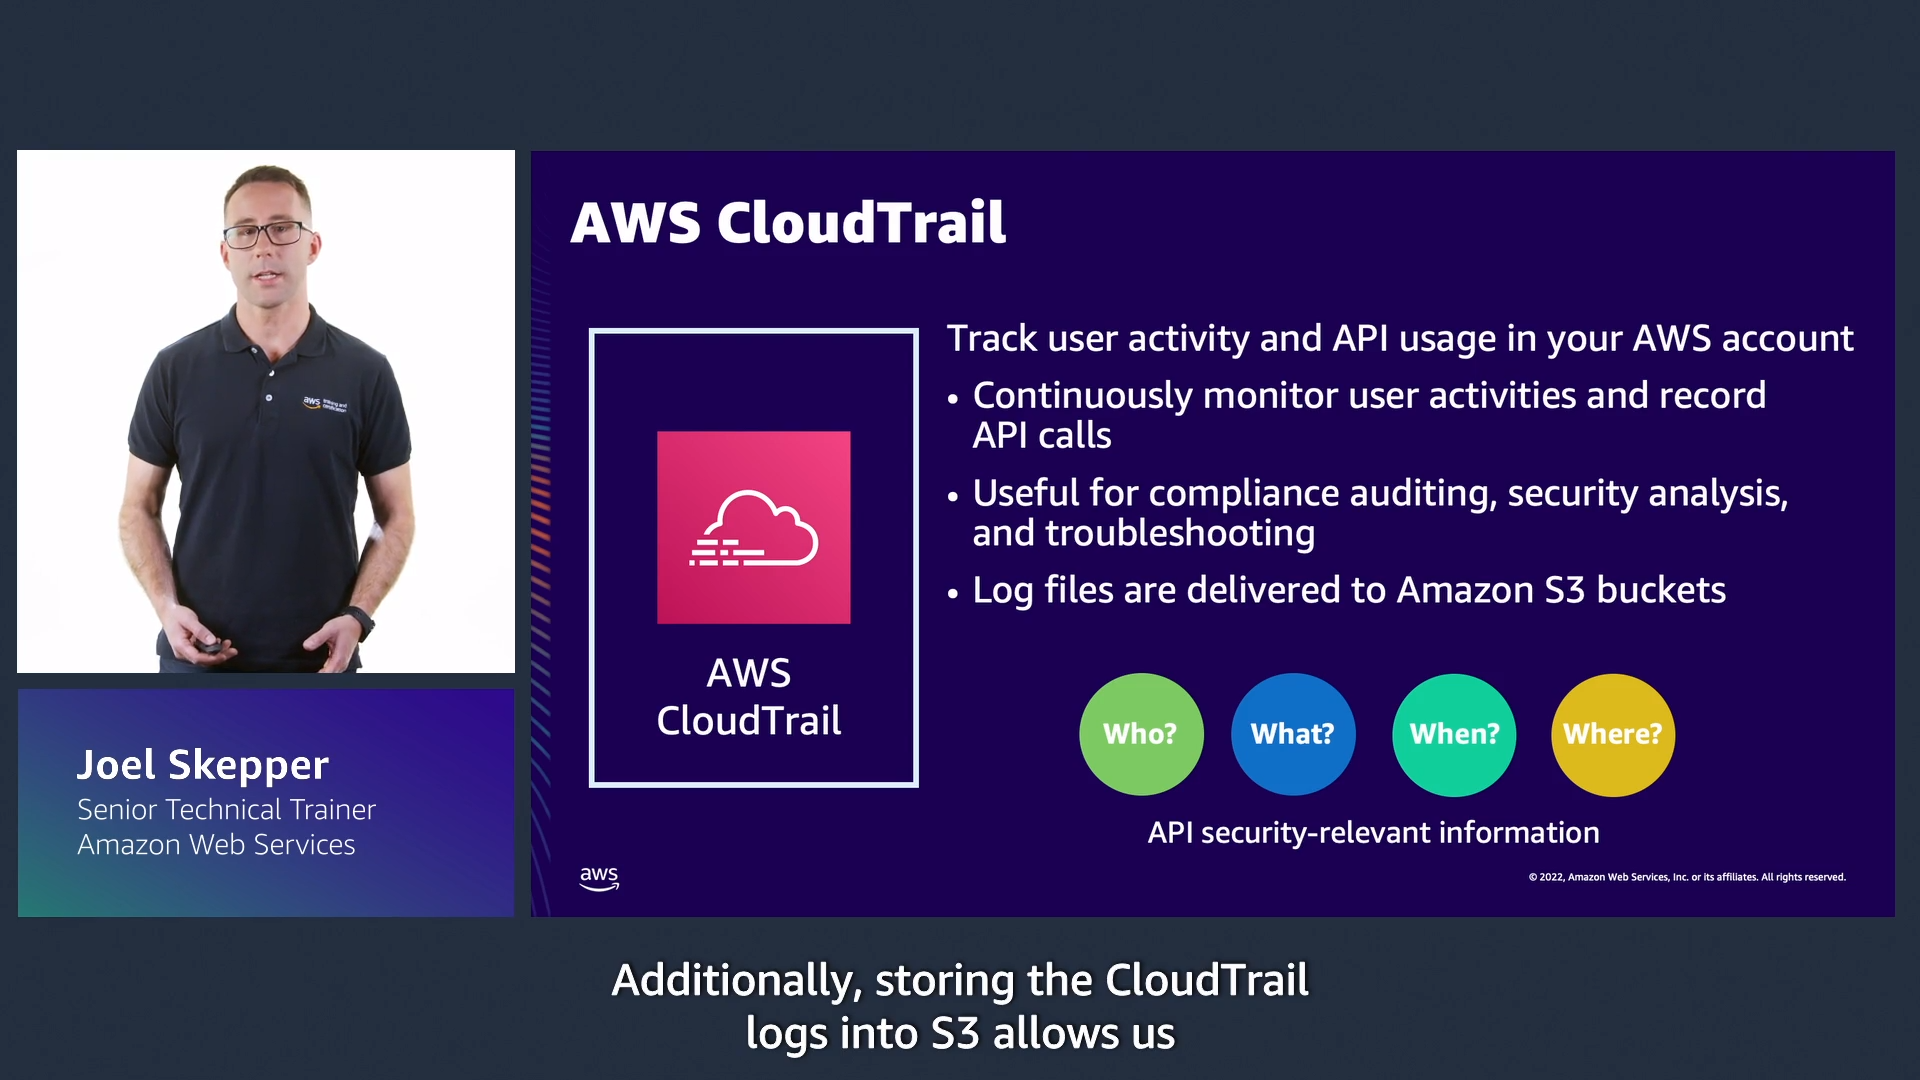 AWS CloudTrail
AWS
CloudTrail
Track user activity and API usage in your AWS account
• Continuously monitor user activities and record
API calls
• Useful for compliance auditing, security analysis,
and troubleshooting
• Log files are delivered to Amazon S3 buckets
Who? What? When? Where?
API security-relevant information
aws
© 2022, Amazon Web Services, Inc. or its affiliates. All rights reserved.
aws training and
certification
Joel Skepper
Senior Technical Trainer
Amazon Web Services
Additionally, storing the CloudTrail
logs into S3 allows us